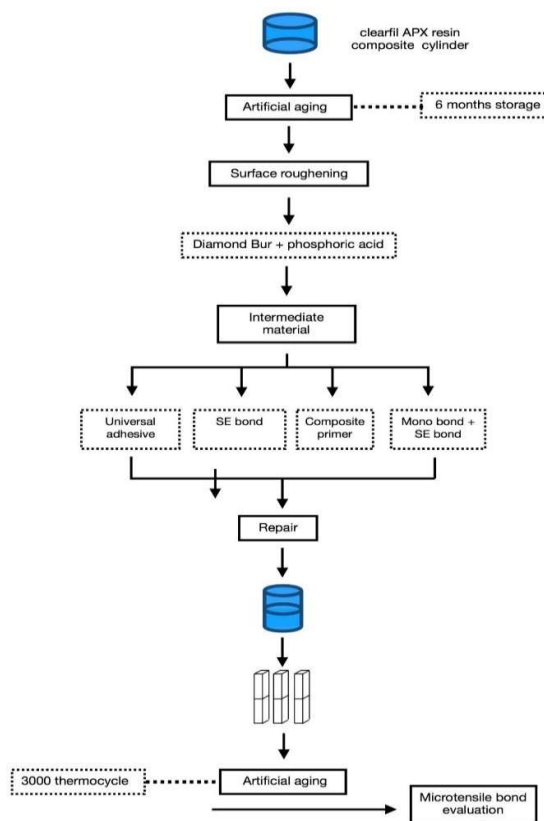 clearfil APX resin
composite cylinder
Artificial aging
6 months storage
Surface roughening
Diamond Bur + phosphoric acid
Intermediate
material
Universal
adhesive
SE bond
Composite
primer
Mono bond +
SE bond
Repair
3000 thermocycle
Artificial aging
Microtensile bond
evaluation